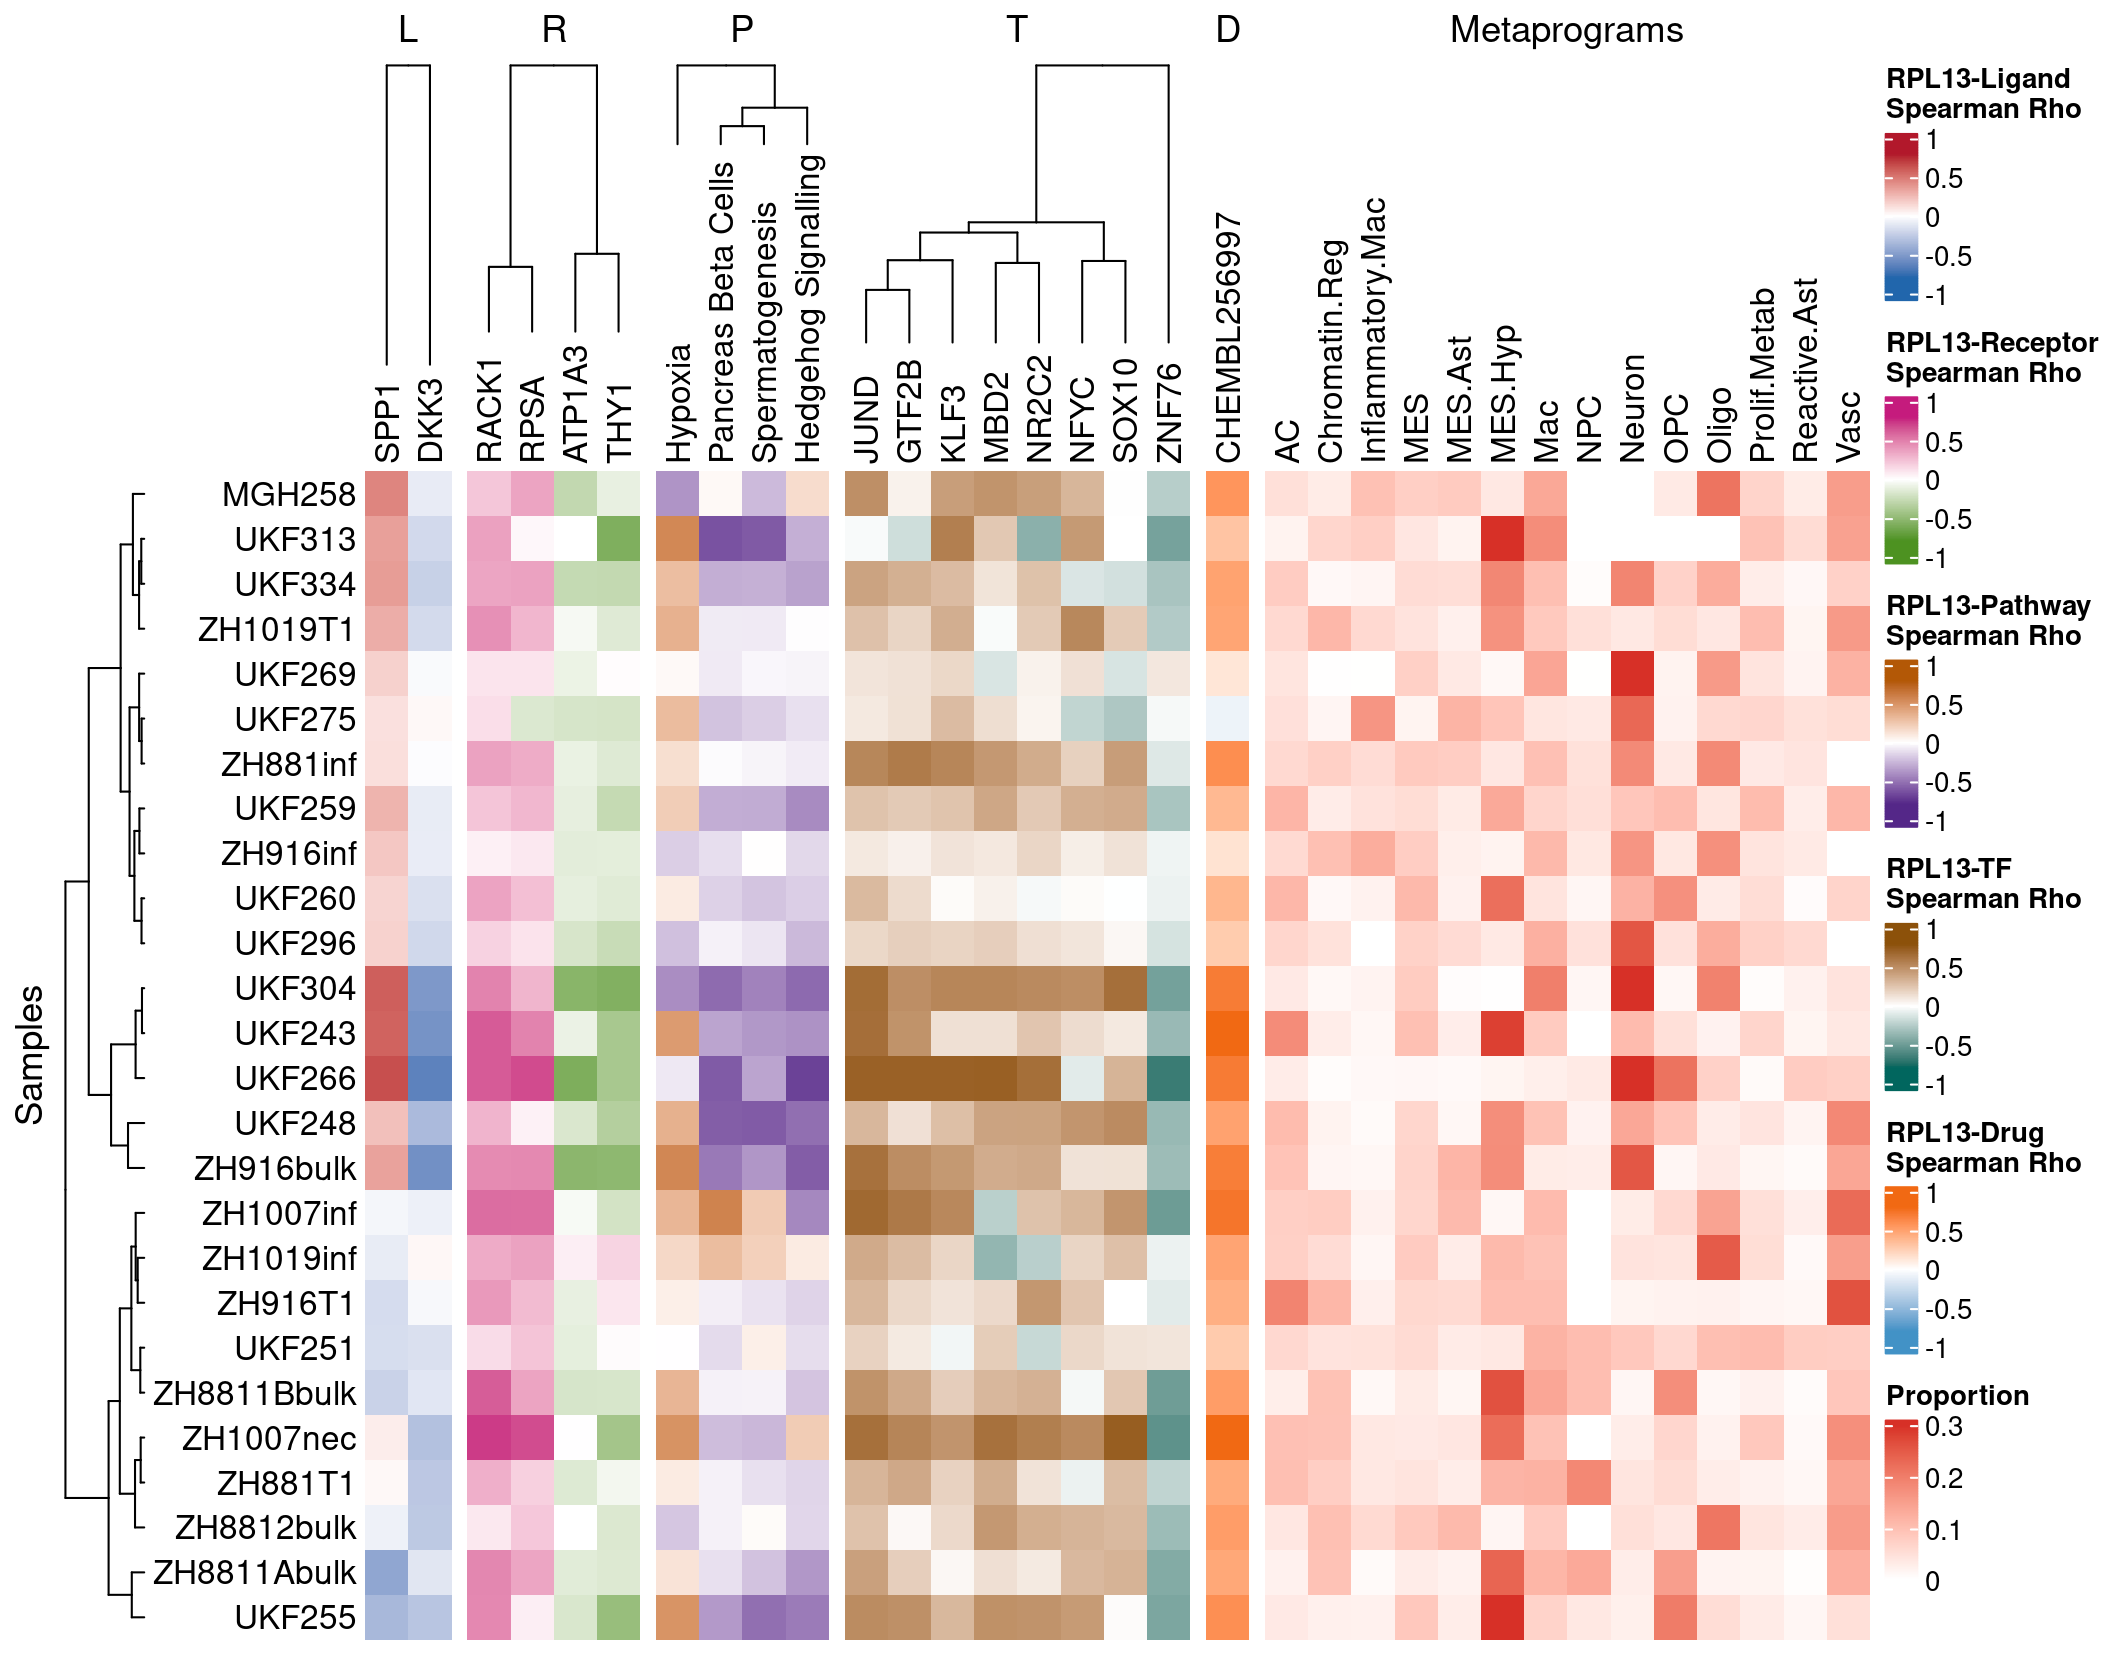 L R P T D Metaprograms
SPP1
DKK3
RACK1
RPSA
ATP1A3
THY1
Hypoxia
Pancreas Beta Cells
Spermatogenesis
Hedgehog Signalling
JUND
GTF2B
KLF3
MBD2
NR2C2
NFYC
SOX10
ZNF76
CHEMBL256997
AC
Chromatin.Reg
Inflammatory.Mac
MES
MES.Ast
MES.Hyp
Mac
NPC
Neuron
OPC
Oligo
Prolif.Metab
Reactive.Ast
Vasc
Samples
MGH258
UKF313
UKF334
ZH1019T1
UKF269
UKF275
ZH881inf
UKF259
ZH916inf
UKF260
UKF296
UKF304
UKF243
UKF266
UKF248
ZH916bulk
ZH1007inf
ZH1019inf
ZH916T1
UKF251
ZH8811Bbulk
ZH1007nec
ZH881T1
ZH8812bulk
ZH8811Abulk
UKF255
RPL13-Ligand
Spearman Rho
1
0.5
0
-0.5
-1
RPL13-Receptor
Spearman Rho
1
0.5
0
-0.5
-1
RPL13-Pathway
Spearman Rho
1
0.5
0
-0.5
-1
RPL13-TF
Spearman Rho
1
0.5
0
-0.5
-1
RPL13-Drug
Spearman Rho
1
0.5
0
-0.5
-1
Proportion
0.3
0.2
0.1
0